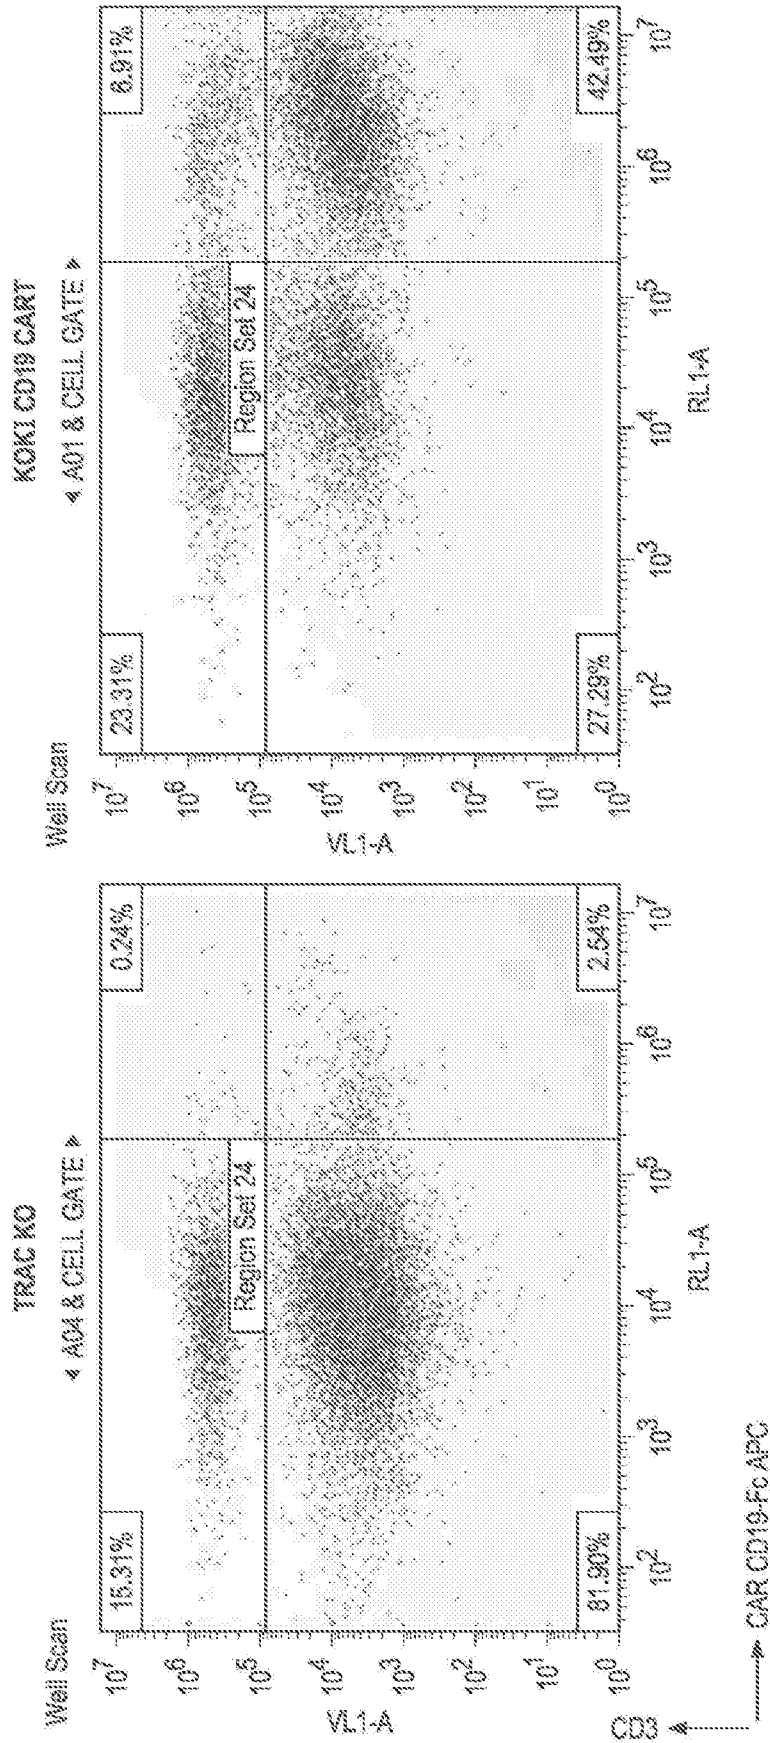 TRAC KO
Well Scan
◄ A04 & CELL GATE ►
15.31%
0.24%
Region Set 24
81.90%
2.54%
10^7
10^6
10^5
10^4
10^3
10^2
10^1
10^0
VL1-A
10^2
10^3
10^4
10^5
10^6
10^7
RL1-A
CD3
CAR CD19-Fc APC
KOKI CD19 CART
Well Scan
◄ A01 & CELL GATE ►
23.31%
6.91%
Region Set 24
27.29%
42.49%
10^7
10^6
10^5
10^4
10^3
10^2
10^1
10^0
VL1-A
10^2
10^3
10^4
10^5
10^6
10^7
RL1-A